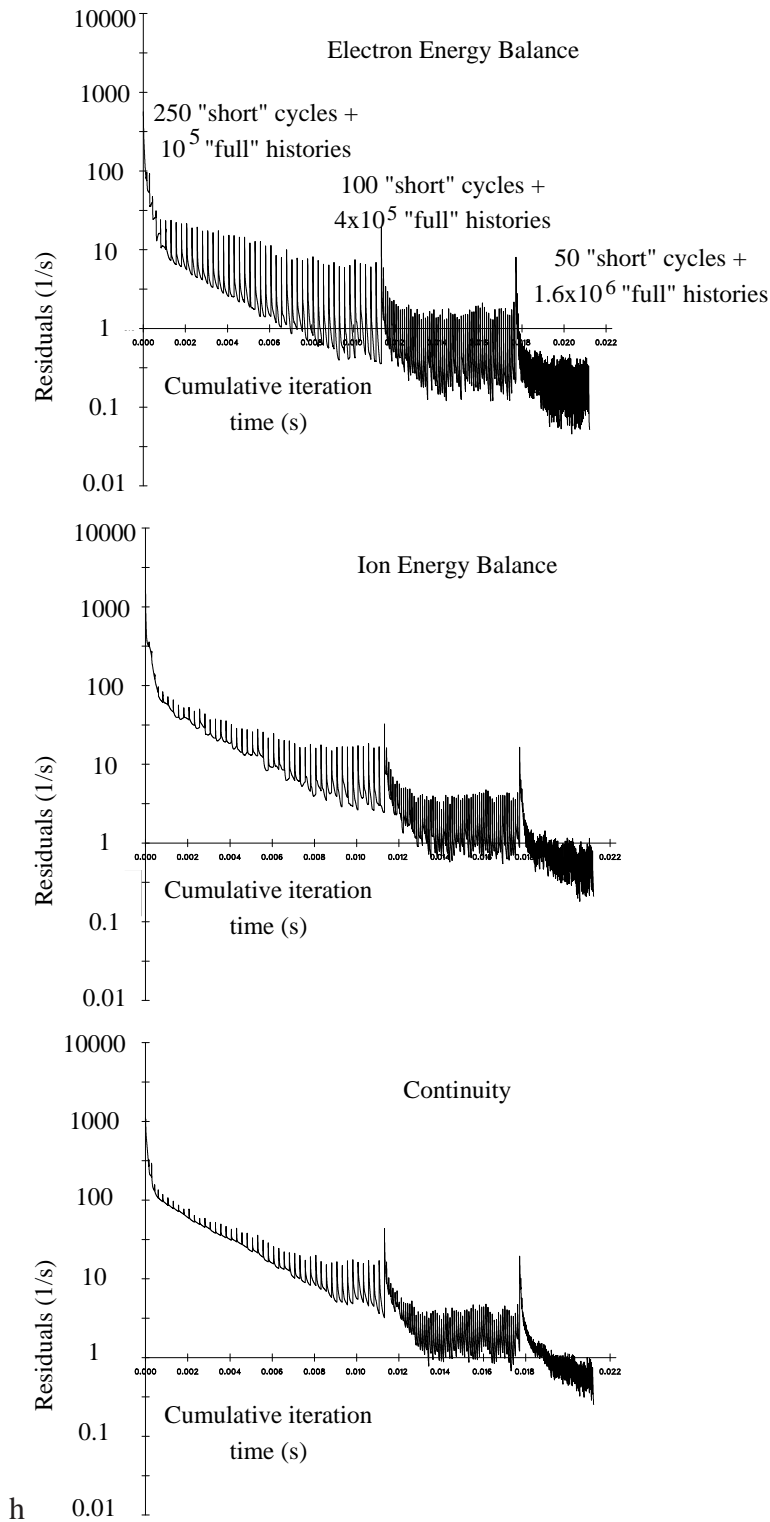 10000
Electron Energy Balance
1000
250 "short" cycles +
10^5 "full" histories
100
100 "short" cycles +
4x10^5 "full" histories
10
50 "short" cycles +
1.6x10^6 "full" histories
1
0.000 0.002 0.004 0.006 0.008 0.010 0.012 0.014 0.016 0.018 0.020 0.022
Residuals (1/s)
Cumulative iteration
time (s)
0.1
0.01
10000
Ion Energy Balance
1000
100
10
1
0.000 0.002 0.004 0.006 0.008 0.010 0.012 0.014 0.016 0.018 0.020 0.022
Residuals (1/s)
Cumulative iteration
time (s)
0.1
0.01
10000
Continuity
1000
100
10
1
0.000 0.002 0.004 0.006 0.008 0.010 0.012 0.014 0.016 0.018 0.020 0.022
Residuals (1/s)
Cumulative iteration
time (s)
0.1
0.01
h